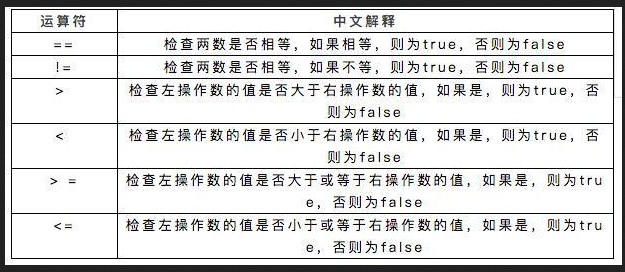 运算符 中文解释
== 检查两数是否相等，如果相等，则为true，否则为false
!= 检查两数是否相等，如果不等，则为true，否则为false
> 检查左操作数的值是否大于右操作数的值，如果是，则为true，否
则为false
< 检查左操作数的值是否小于右操作数的值，如果是，则为true，否
则为false
> = 检查左操作数的值是否大于或等于右操作数的值，如果是，则为tru
e，否则为false
<= 检查左操作数的值是否小于或等于右操作数的值，如果是，则为tru
e，否则为false